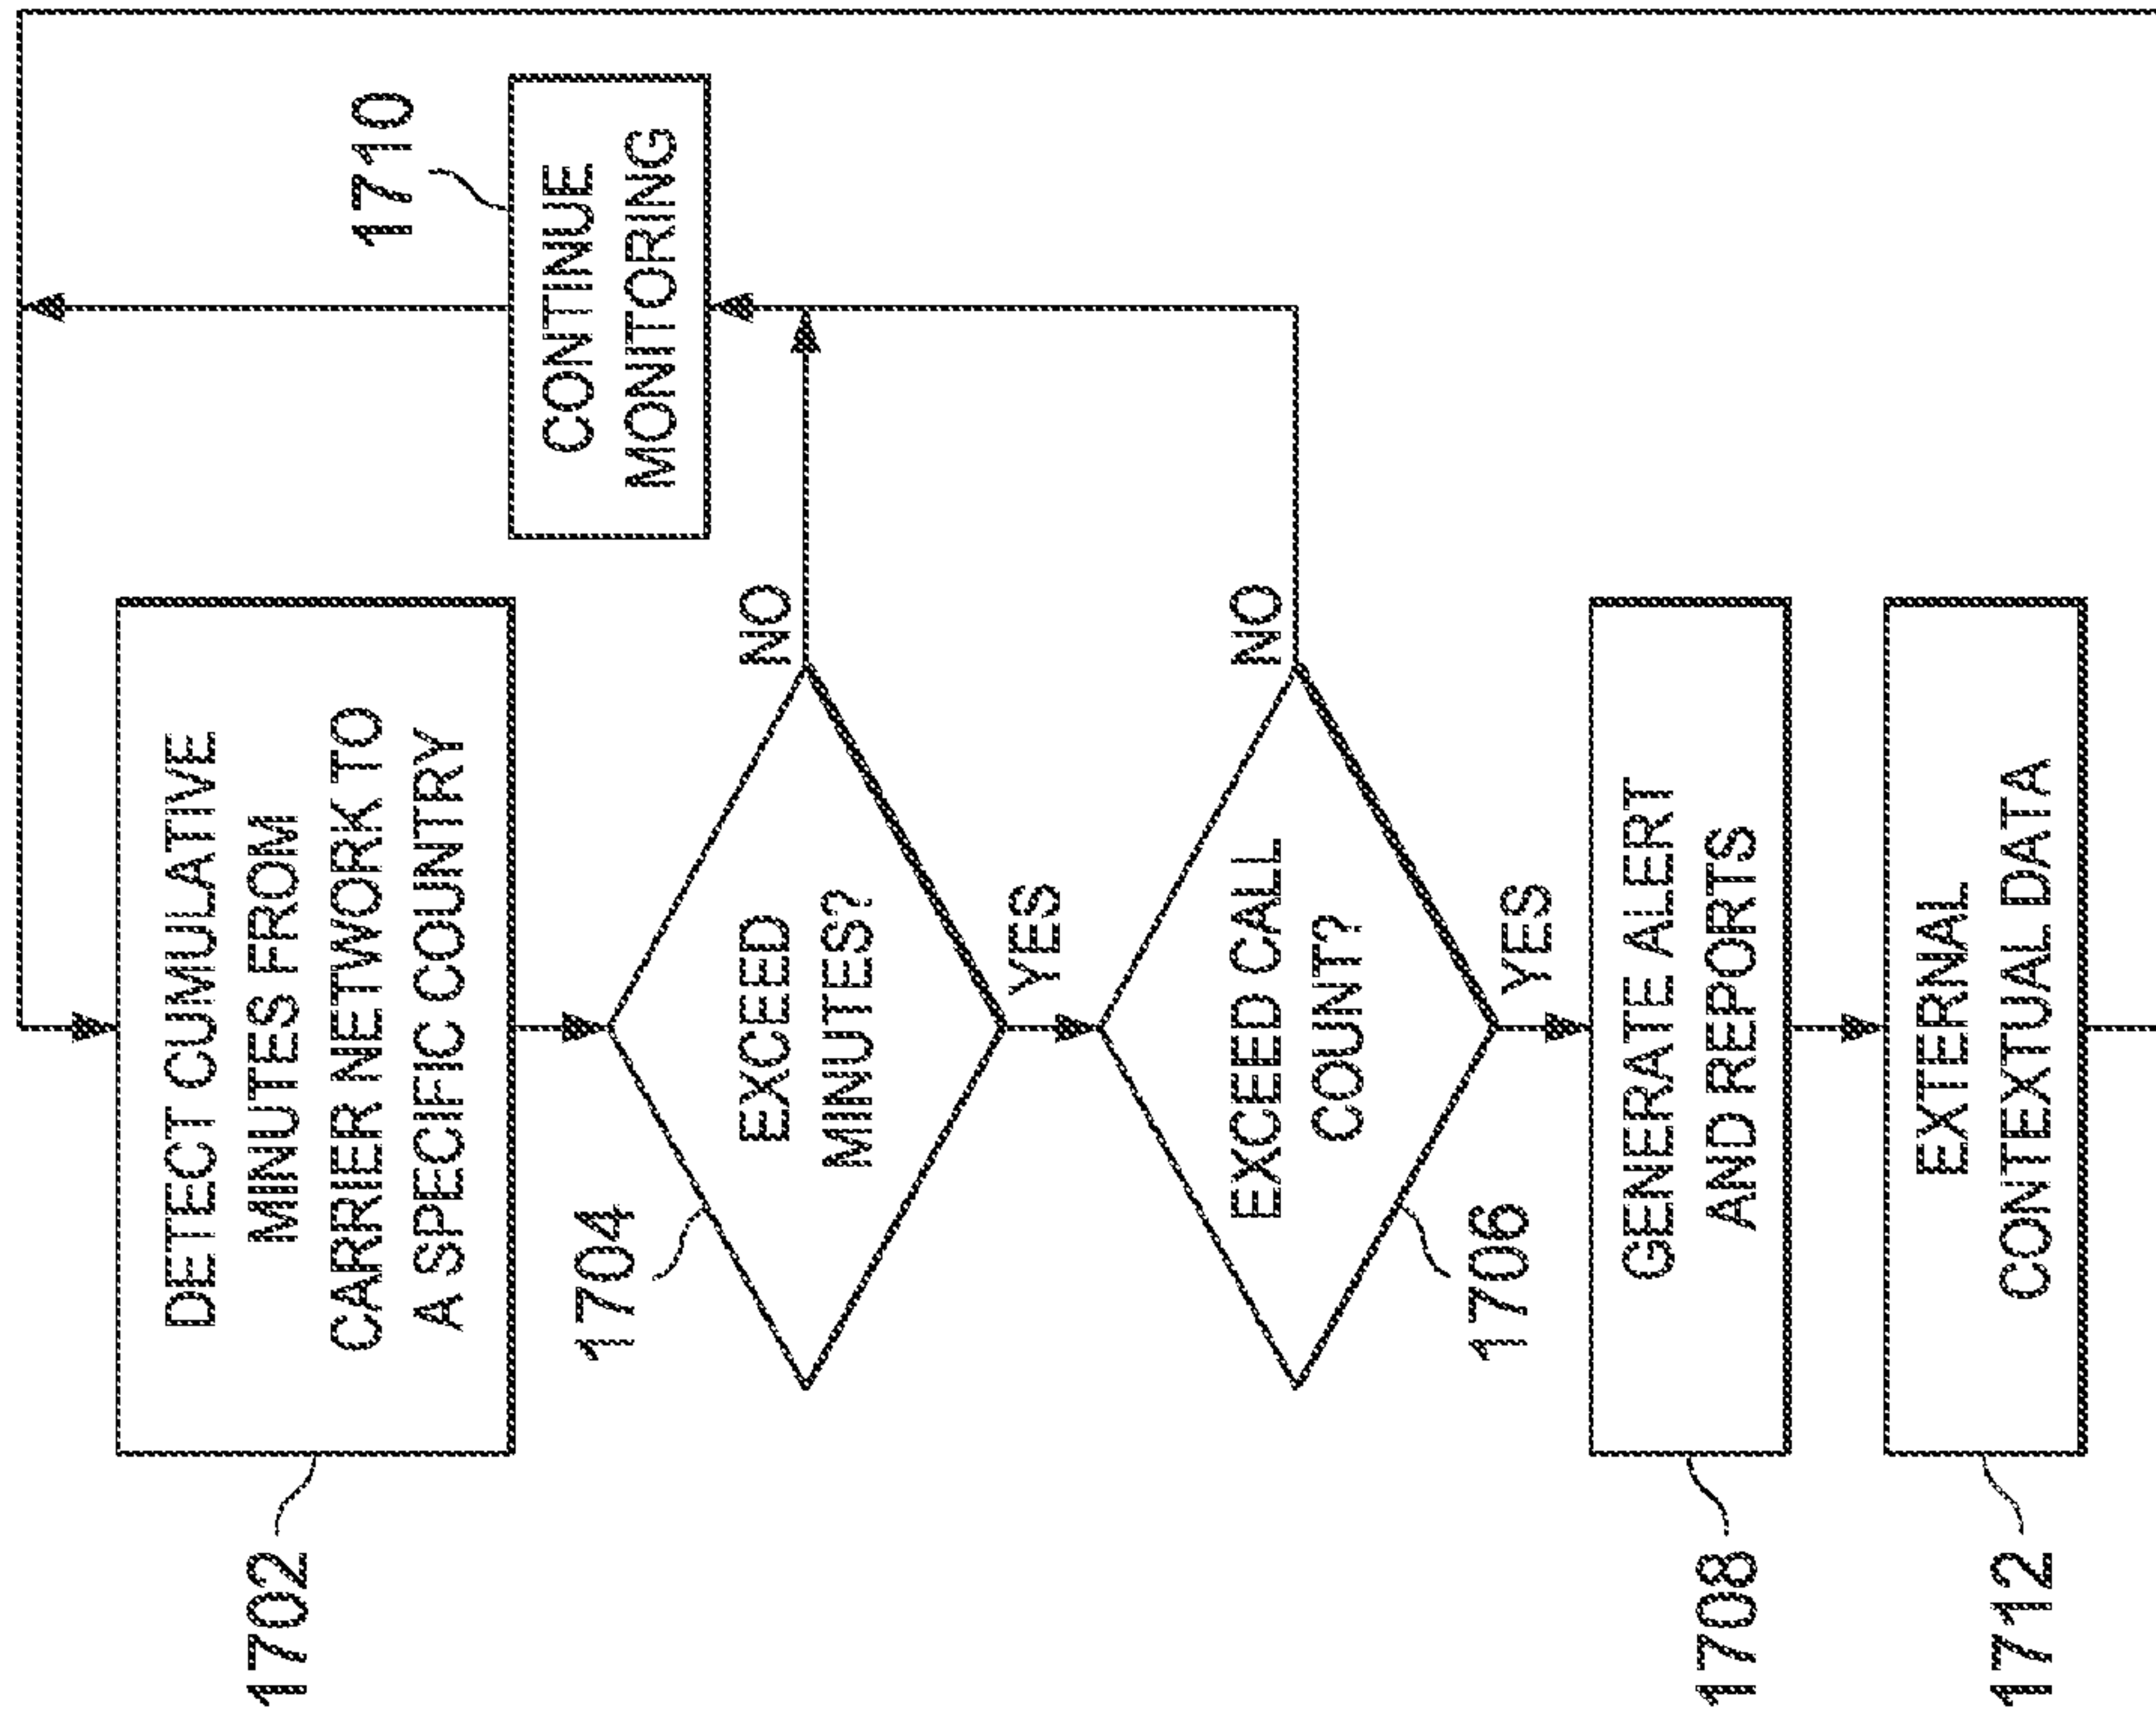 1702
DETECT CUMULATIVE
MINUTES FROM
CARRIER NETWORK TO
A SPECIFIC COUNTRY
1704
EXCEED
MINUTES?
NO
YES
1710
CONTINUE
MONITORING
EXCEED CALL
COUNT?
1706
NO
YES
1708
GENERATE ALERT
AND REPORTS
1712
EXTERNAL
CONTEXTUAL DATA